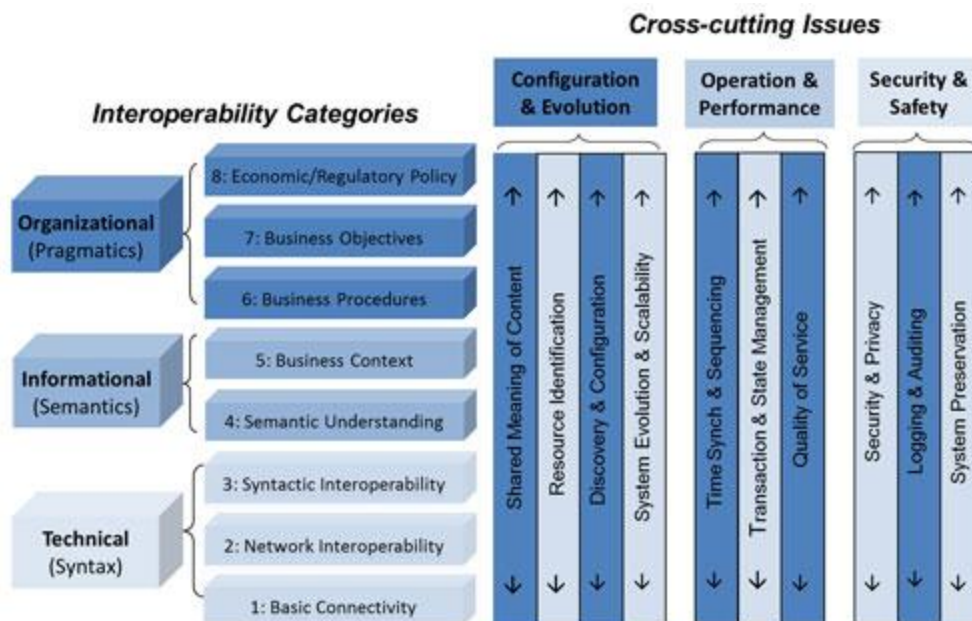 Cross-cutting Issues
Configuration
& Evolution
Operation &
Performance
Security &
Safety
Interoperability Categories
Organizational
(Pragmatics)
8: Economic/Regulatory Policy
7: Business Objectives
6: Business Procedures
Informational
(Semantics)
5: Business Context
4: Semantic Understanding
Technical
(Syntax)
3: Syntactic Interoperability
2: Network Interoperability
1: Basic Connectivity
Shared Meaning of Content
Resource Identification
Discovery & Configuration
System Evolution & Scalability
Time Synch & Sequencing
Transaction & State Management
Quality of Service
Security & Privacy
Logging & Auditing
System Preservation